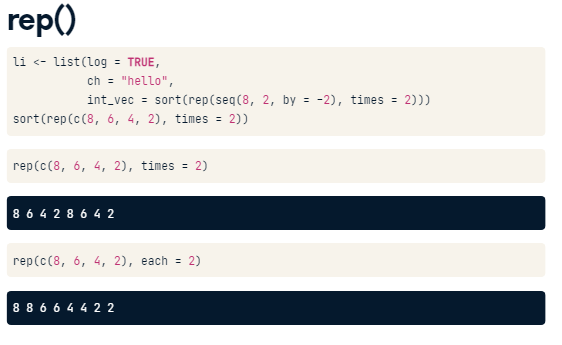 rep()
li <- list(log = TRUE,
           ch = "hello",
           int_vec = sort(rep(seq(8, 2, by = -2), times = 2)))
sort(rep(c(8, 6, 4, 2), times = 2))
rep(c(8, 6, 4, 2), times = 2)
8 6 4 2 8 6 4 2
rep(c(8, 6, 4, 2), each = 2)
8 8 6 6 4 4 2 2